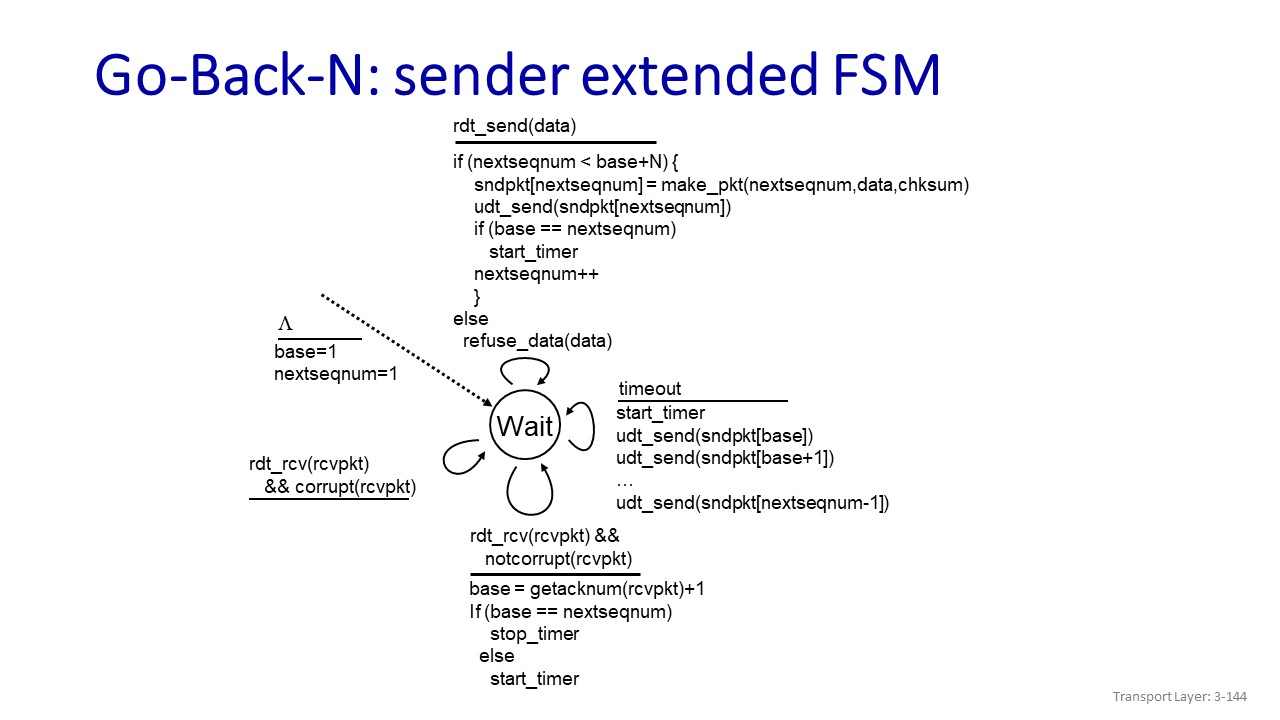 Go-Back-N: sender extended FSM
rdt_send(data)
if (nextseqnum < base+N) {
sndpkt[nextseqnum] = make_pkt(nextseqnum,data,chksum)
udt_send(sndpkt[nextseqnum])
if (base == nextseqnum)
start_timer
nextseqnum++
}
else
refuse_data(data)
Λ
base=1
nextseqnum=1
Wait
timeout
start_timer
udt_send(sndpkt[base])
udt_send(sndpkt[base+1])
…
udt_send(sndpkt[nextseqnum-1])
rdt_rcv(rcvpkt)
&& corrupt(rcvpkt)
rdt_rcv(rcvpkt) &&
notcorrupt(rcvpkt)
base = getacknum(rcvpkt)+1
If (base == nextseqnum)
stop_timer
else
start_timer
Transport Layer: 3-144